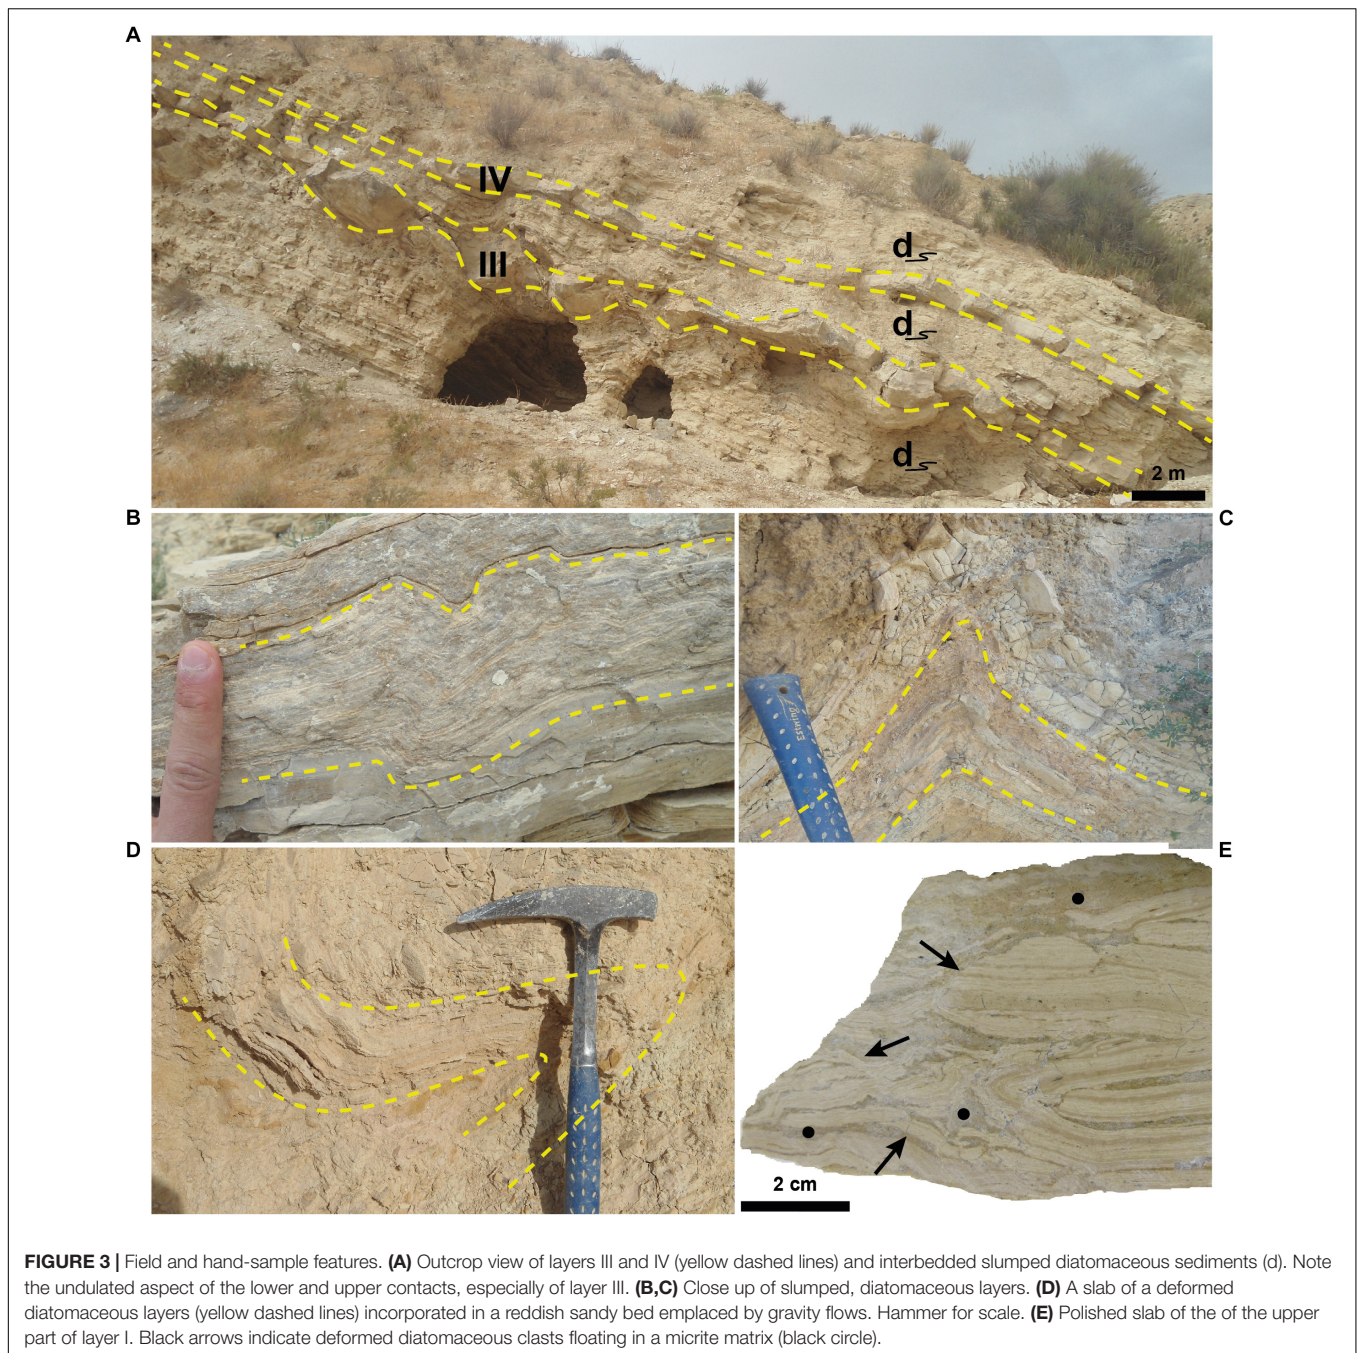 A
IV
III
d
d
d
2 m
B
C
Estwing
D
E
2 cm
FIGURE 3 | Field and hand-sample features. (A) Outcrop view of layers III and IV (yellow dashed lines) and interbedded slumped diatomaceous sediments (d). Note
the undulated aspect of the lower and upper contacts, especially of layer III. (B,C) Close up of slumped, diatomaceous layers. (D) A slab of a deformed
diatomaceous layers (yellow dashed lines) incorporated in a reddish sandy bed emplaced by gravity flows. Hammer for scale. (E) Polished slab of the of the upper
part of layer I. Black arrows indicate deformed diatomaceous clasts floating in a micrite matrix (black circle).